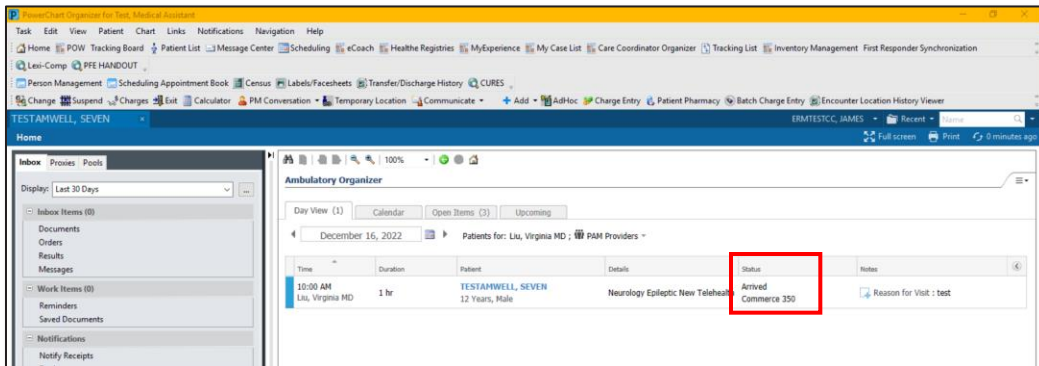 PowerChart Organizer for Test, Medical Assistant
Task Edit View Patient Chart Links Notifications Navigation Help
Home POW Tracking Board Patient List Message Center Scheduling eCoach Healthe Registries MyExperience My Case List Care Coordinator Organizer Tracking List Inventory Management First Responder Synchronization
Lexi-Comp PFE HANDOUT
Person Management Scheduling Appointment Book Census Labels/Facesheets Transfer/Discharge History CURES
Change Suspend Charges Exit Calculator PM Conversation Temporary Location Communicate Add AdHoc Charge Entry Patient Pharmacy Batch Charge Entry Encounter Location History Viewer
TESTAMWELL, SEVEN ERMTESTCC, JAMES Recent Name
Home Full screen Print 0 minutes ago
Inbox Proxies Pools 100%
Ambulatory Organizer
Display: Last 30 Days ...
Day View (1) Calendar Open Items (3) Upcoming
Inbox Items (0)
Documents
December 16, 2022 Patients for: Liu, Virginia MD ; PAM Providers
Orders
Results
Messages
Time Duration Patient Details Status Notes
Work Items (0)
10:00 AM 1 hr TESTAMWELL, SEVEN Neurology Epileptic New Telehealth Arrived Reason for Visit : test
Liu, Virginia MD 12 Years, Male Commerce 350
Reminders
Saved Documents
Notifications
Notify Receipts